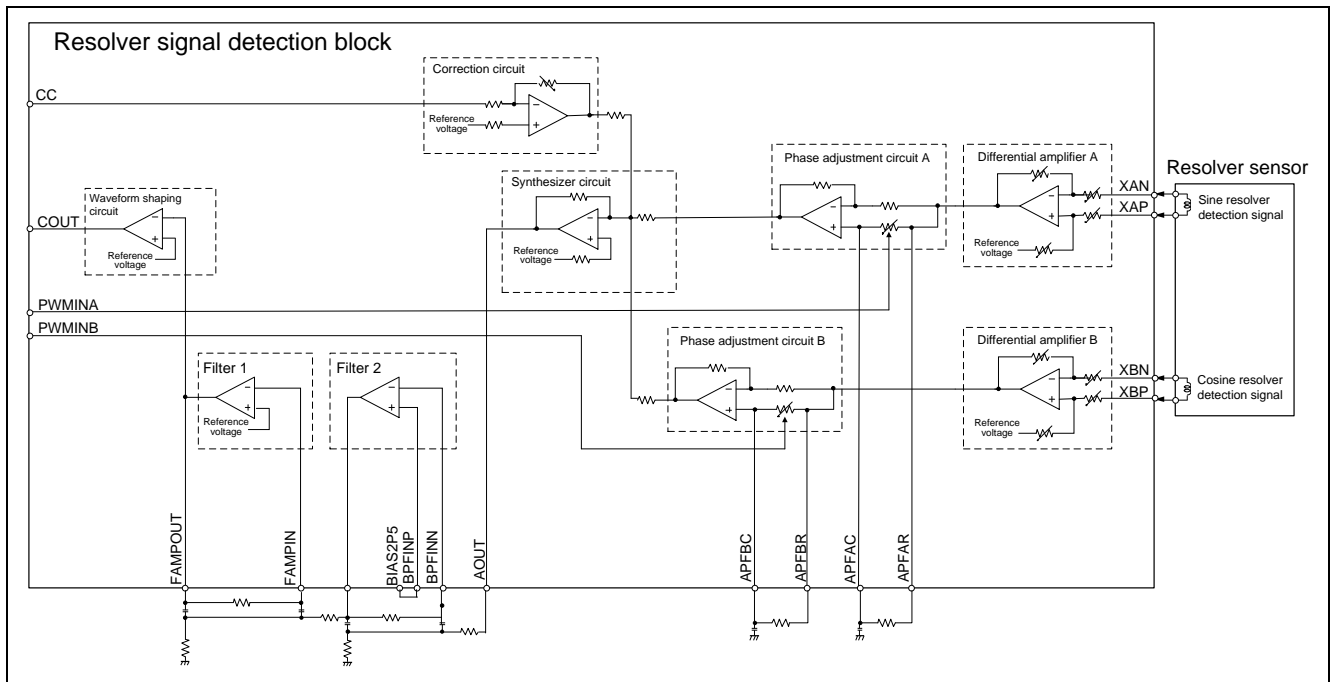 Resolver signal detection block
Correction circuit
CC
−
+
Reference
voltage
Phase adjustment circuit A
−
+
Differential amplifier A
−
+
Reference
voltage
XAN
XAP
Resolver sensor
Sine resolver
detection signal
Synthesizer circuit
−
+
Reference
voltage
Waveform shaping
circuit
−
+
Reference
voltage
COUT
PWMINA
PWMINB
Phase adjustment circuit B
−
+
Differential amplifier B
−
+
Reference
voltage
XBN
XBP
Cosine resolver
detection signal
Filter 1
−
+
Reference
voltage
Filter 2
−
+
FAMPOUT
FAMPIN
BIAS2P5
BPFINP
BPFINN
AOUT
APFBC
APFBR
APFAC
APFAR